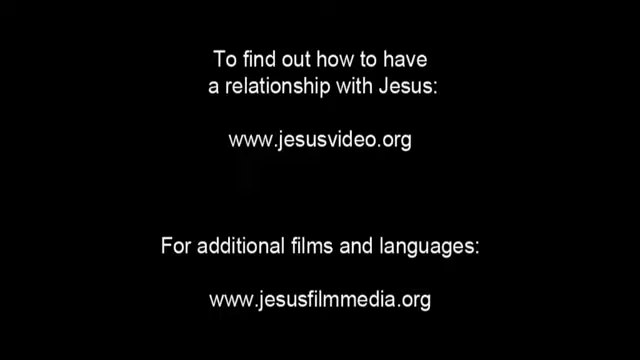 To find out how to have
a relationship with Jesus:
www.jesusvideo.org
For additional films and languages:
www.jesusfilmmedia.org